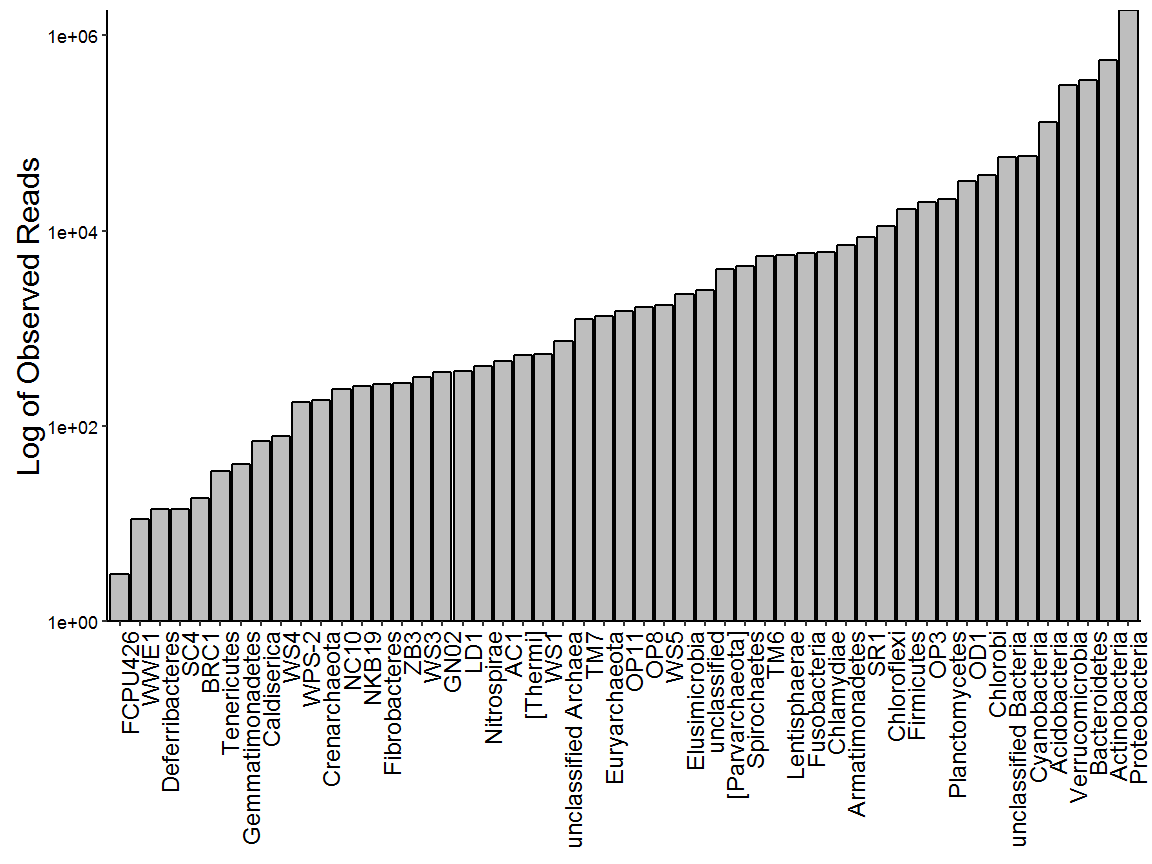 Log of Observed Reads
1e+06
1e+04
1e+02
1e+00
FCPU426
WWE1
Deferribacteres
SC4
BRC1
Tenericutes
Gemmatimonadetes
Caldiserica
WS4
WPS-2
Crenarchaeota
NC10
NKB19
Fibrobacteres
ZB3
WS3
GN02
LD1
Nitrospirae
AC1
[Thermi]
WS1
unclassified Archaea
TM7
Euryarchaeota
OP11
OP8
WS5
Elusimicrobia
unclassified
[Parvarchaeota]
Spirochaetes
TM6
Lentisphaerae
Fusobacteria
Chlamydiae
Armatimonadetes
SR1
Chloroflexi
Firmicutes
OP3
Planctomycetes
OD1
Chlorobi
unclassified Bacteria
Cyanobacteria
Acidobacteria
Verrucomicrobia
Bacteroidetes
Actinobacteria
Proteobacteria